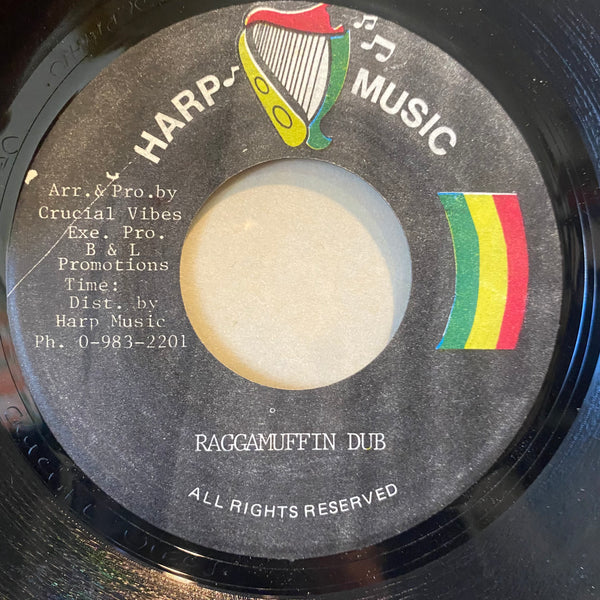 HARP MUSIC
Arr.& Pro.by
Crucial Vibes
Exe. Pro.
B & L
Promotions
Time:
Dist. by
Harp Music
Ph. 0-983-2201
RAGGAMUFFIN DUB
ALL RIGHTS RESERVED